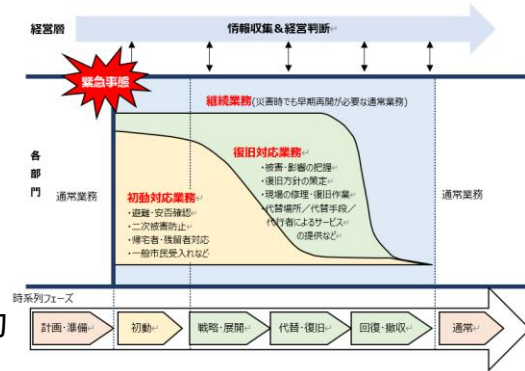 経営層
情報収集&経営判断
緊急事態
継続業務(災害時でも早期再開が必要な通常業務)
各部門
通常業務
復旧対応業務
・被害・影響の把握
・復旧方針の策定
・現場の修理・復旧作業
・代替場所/代替手段/
代行者によるサービス
の提供など
初動対応業務
・避難・安否確認
・二次被害防止
・帰宅者・残留者対応
・一般市民受入れなど
通常業務
時系列フェーズ
計画・準備
初動
戦略・展開
代替・復旧
回復・撤収
通常